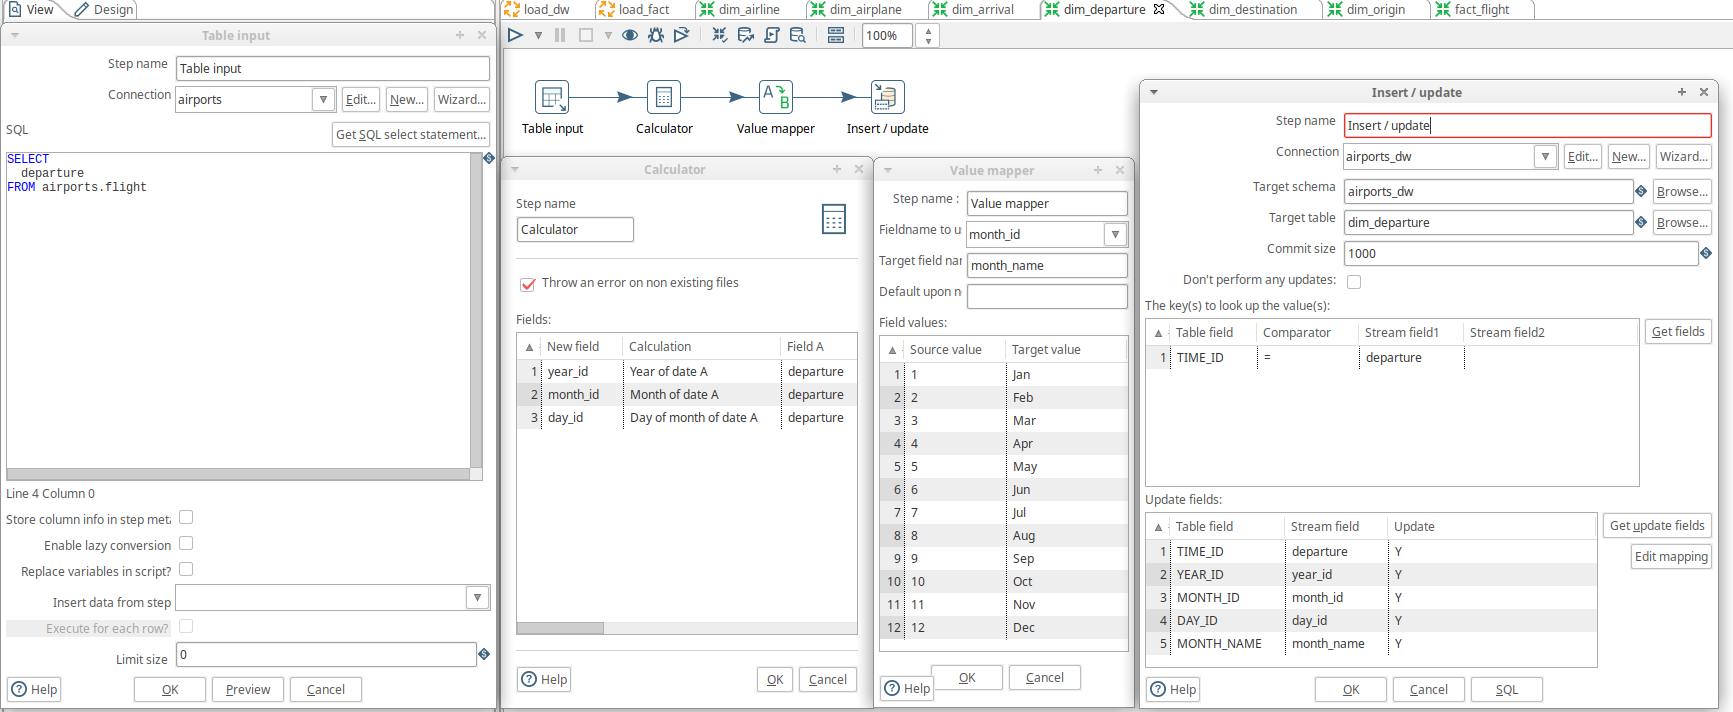 View
Design
load_dw
load_fact
dim_airline
dim_airplane
dim_arrival
dim_departure
dim_destination
dim_origin
fact_flight
100%
Table input
Calculator
Value mapper
Insert / update
Table input
Step name
Table input
Connection
airports
Edit...
New...
Wizard...
SQL
Get SQL select statement...
SELECT
departure
FROM airports.flight
Line 4 Column 0
Store column info in step met
Enable lazy conversion
Replace variables in script?
Insert data from step
Execute for each row?
Limit size
0
Help
OK
Preview
Cancel
Calculator
Step name
Calculator
Throw an error on non existing files
Fields:
New field Calculation Field A
1 year_id Year of date A departure
2 month_id Month of date A departure
3 day_id Day of month of date A departure
Help
OK
Cancel
Value mapper
Step name :
Value mapper
Fieldname to u
month_id
Target field nar
month_name
Default upon n
Field values:
Source value Target value
1 1 Jan
2 2 Feb
3 3 Mar
4 4 Apr
5 5 May
6 6 Jun
7 7 Jul
8 8 Aug
9 9 Sep
10 10 Oct
11 11 Nov
12 12 Dec
Help
OK
Cancel
Insert / update
Step name
Insert / update
Connection
airports_dw
Edit...
New...
Wizard...
Target schema
airports_dw
Browse...
Target table
dim_departure
Browse...
Commit size
1000
Don't perform any updates:
The key(s) to look up the value(s):
Table field Comparator Stream field1 Stream field2
1 TIME_ID = departure
Get fields
Update fields:
Table field Stream field Update
1 TIME_ID departure Y
2 YEAR_ID year_id Y
3 MONTH_ID month_id Y
4 DAY_ID day_id Y
5 MONTH_NAME month_name Y
Get update fields
Edit mapping
Help
OK
Cancel
SQL